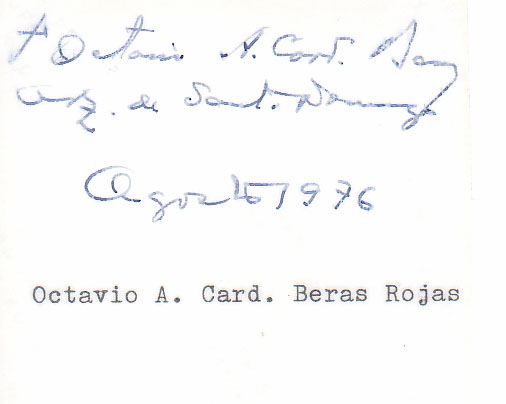 + Octavio A. Card. Beras
Arz. de Santo Domingo
Agosto 1976
Octavio A. Card. Beras Rojas